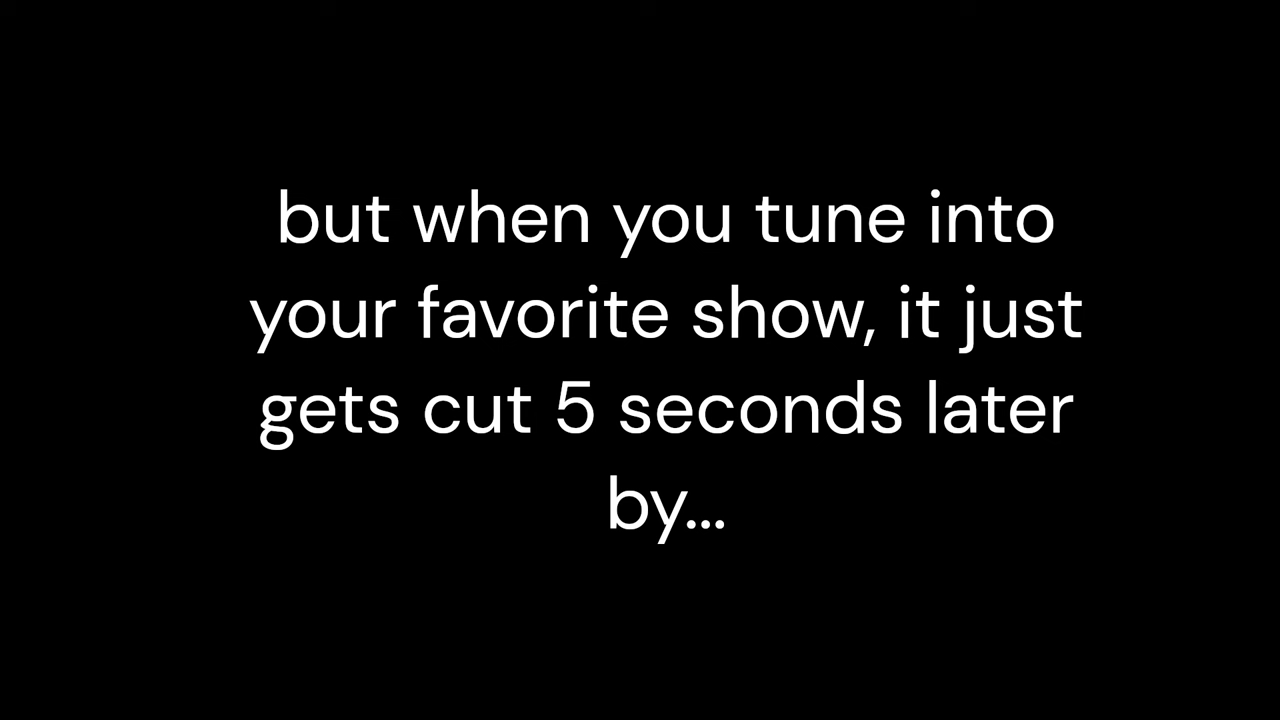 but when you tune into
your favorite show, it just
gets cut 5 seconds later
by...